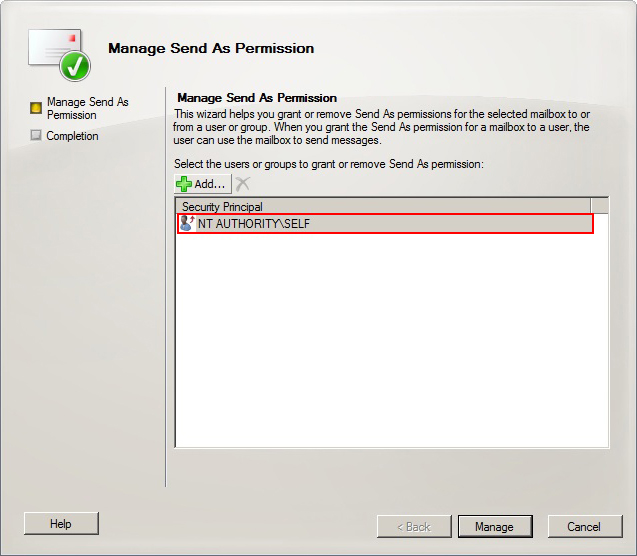 Manage Send As Permission
Manage Send As
Permission
Completion
Manage Send As Permission
This wizard helps you grant or remove Send As permissions for the selected mailbox to or
from a user or group. When you grant the Send As permission for a mailbox to a user, the
user can use the mailbox to send messages.
Select the users or groups to grant or remove Send As permission:
Add...
Security Principal
NT AUTHORITY\SELF
Help
< Back
Manage
Cancel